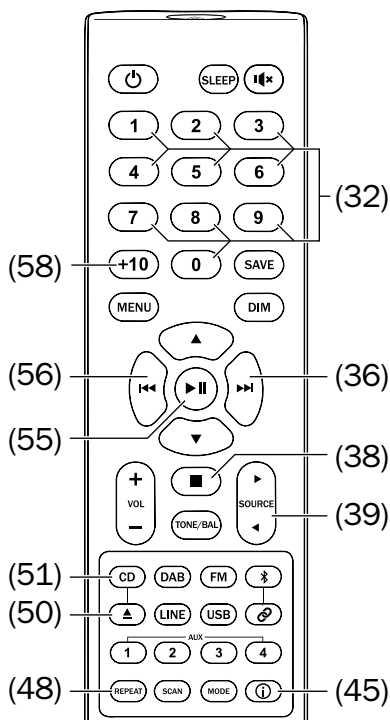 SLEEP
1 2 3
4 5 6
(32)
7 8 9
(58) +10 0 SAVE
MENU DIM
(56) (36)
(55)
(38)
+ VOL − TONE/BAL SOURCE (39)
(51) CD DAB FM
(50) LINE USB
AUX
1 2 3 4
(48) REPEAT SCAN MODE i (45)